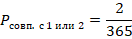 Pсовп. с 1 или 2 = 2/365